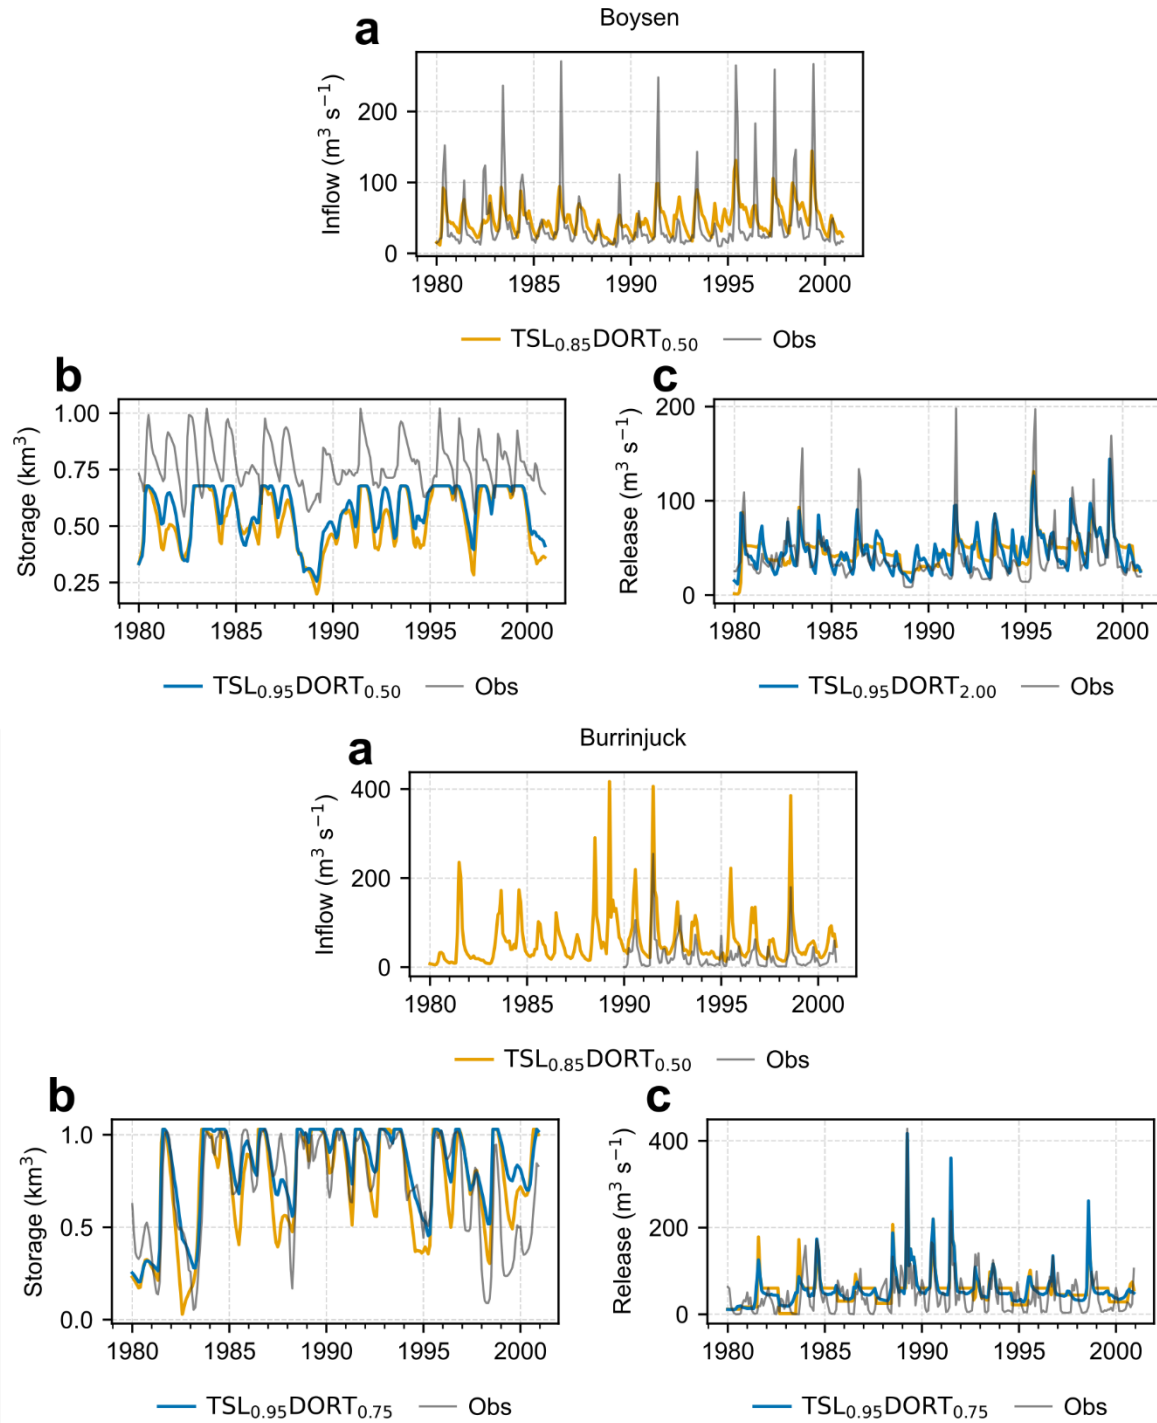 Boysen
a
Inflow (m³ s⁻¹)
200
100
0
1980 1985 1990 1995 2000
TSL₀.₈₅DORT₀.₅₀ Obs
b
Storage (km³)
1.00
0.75
0.50
0.25
1980 1985 1990 1995 2000
TSL₀.₉₅DORT₀.₅₀ Obs
c
Release (m³ s⁻¹)
200
100
0
1980 1985 1990 1995 2000
TSL₀.₉₅DORT₂.₀₀ Obs
Burrinjuck
a
Inflow (m³ s⁻¹)
400
200
0
1980 1985 1990 1995 2000
TSL₀.₈₅DORT₀.₅₀ Obs
b
Storage (km³)
1.0
0.5
0.0
1980 1985 1990 1995 2000
TSL₀.₉₅DORT₀.₇₅ Obs
c
Release (m³ s⁻¹)
400
200
0
1980 1985 1990 1995 2000
TSL₀.₉₅DORT₀.₇₅ Obs